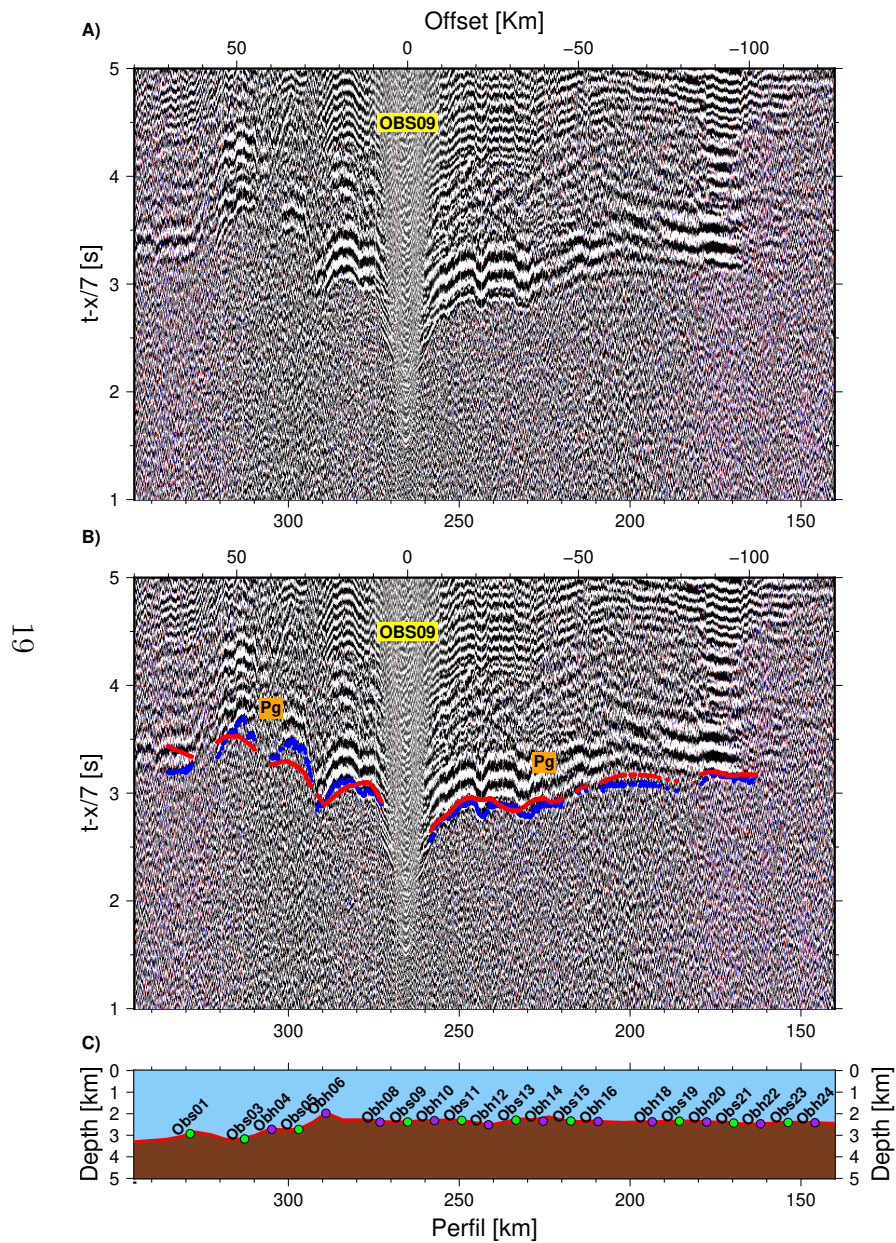 A)
Offset [Km]
50 0 −50 −100
5
4
3
2
1
t-x/7 [s]
OBS09
300 250 200 150
B)
50 0 −50 −100
5
4
3
2
1
t-x/7 [s]
OBS09
Pg
Pg
300 250 200 150
19
C)
0
1
2
3
4
5
Depth [km]
Obs01 Obs03 Obh04 Obs05 Obh06 Obh08 Obs09 Obh10 Obs11 Obh12 Obs13 Obh14 Obs15 Obh16 Obh18 Obs19 Obh20 Obs21 Obh22 Obs23 Obh24
0
1
2
3
4
5
Depth [km]
300 250 200 150
Perfil [km]